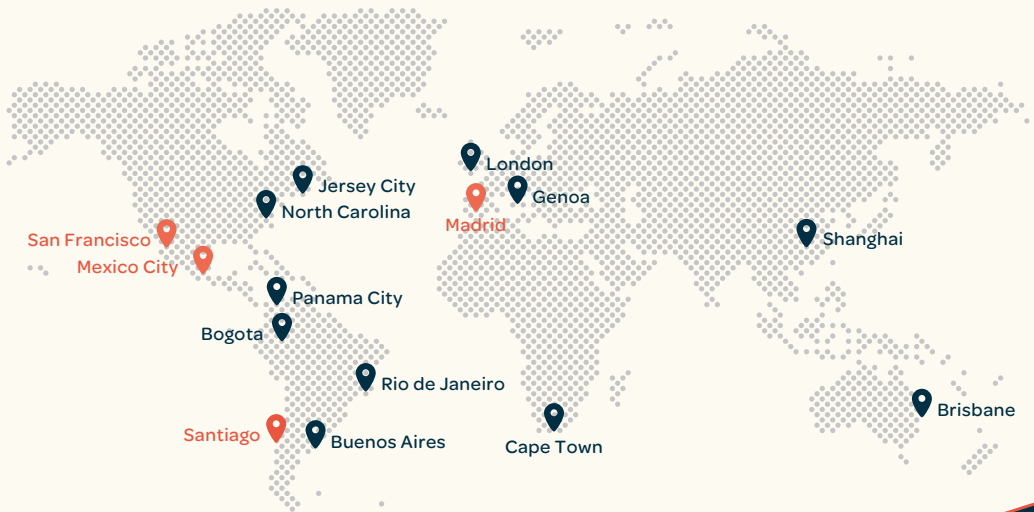 London
Jersey City
Genoa
North Carolina
Madrid
San Francisco
Shanghai
Mexico City
Panama City
Bogota
Rio de Janeiro
Brisbane
Santiago
Buenos Aires
Cape Town